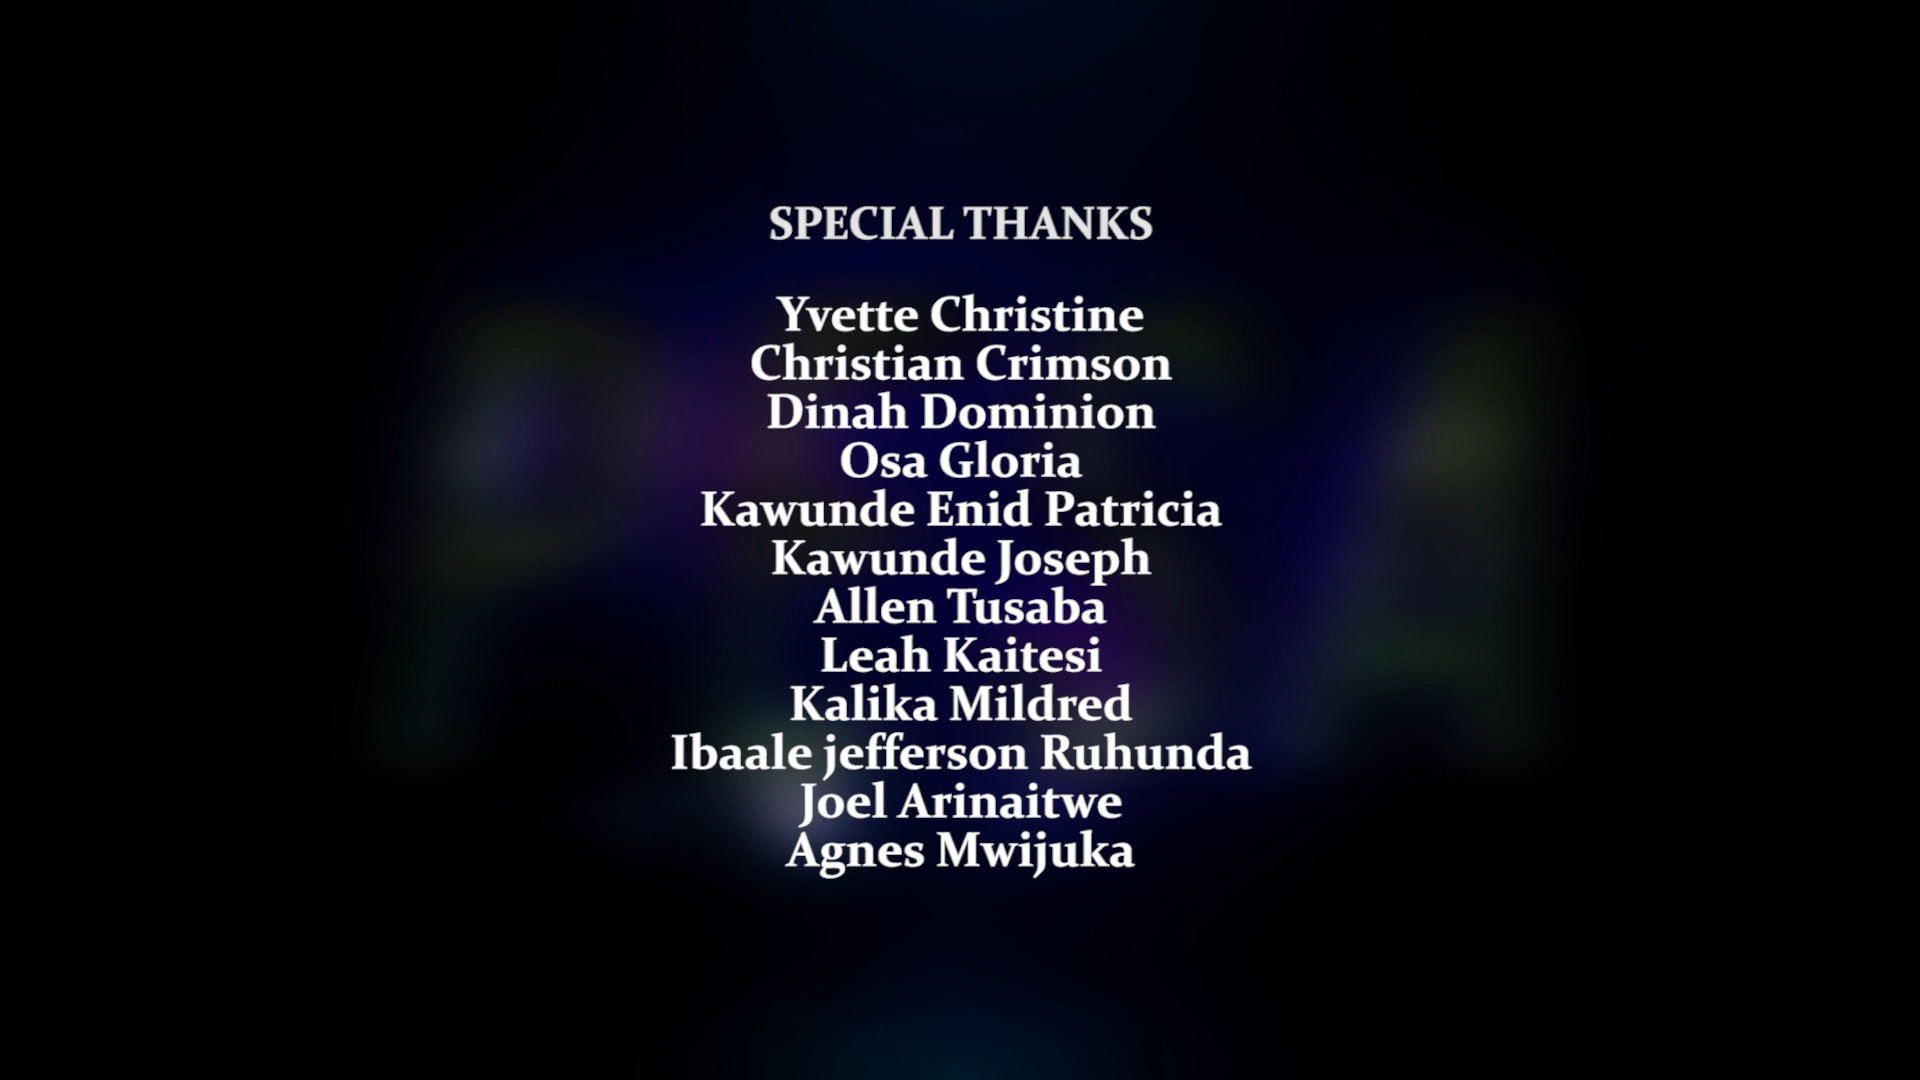 SPECIAL THANKS
Yvette Christine
Christian Crimson
Dinah Dominion
Osa Gloria
Kawunde Enid Patricia
Kawunde Joseph
Allen Tusaba
Leah Kaitesi
Kalika Mildred
Ibaale jefferson Ruhunda
Joel Arinaitwe
Agnes Mwijuka